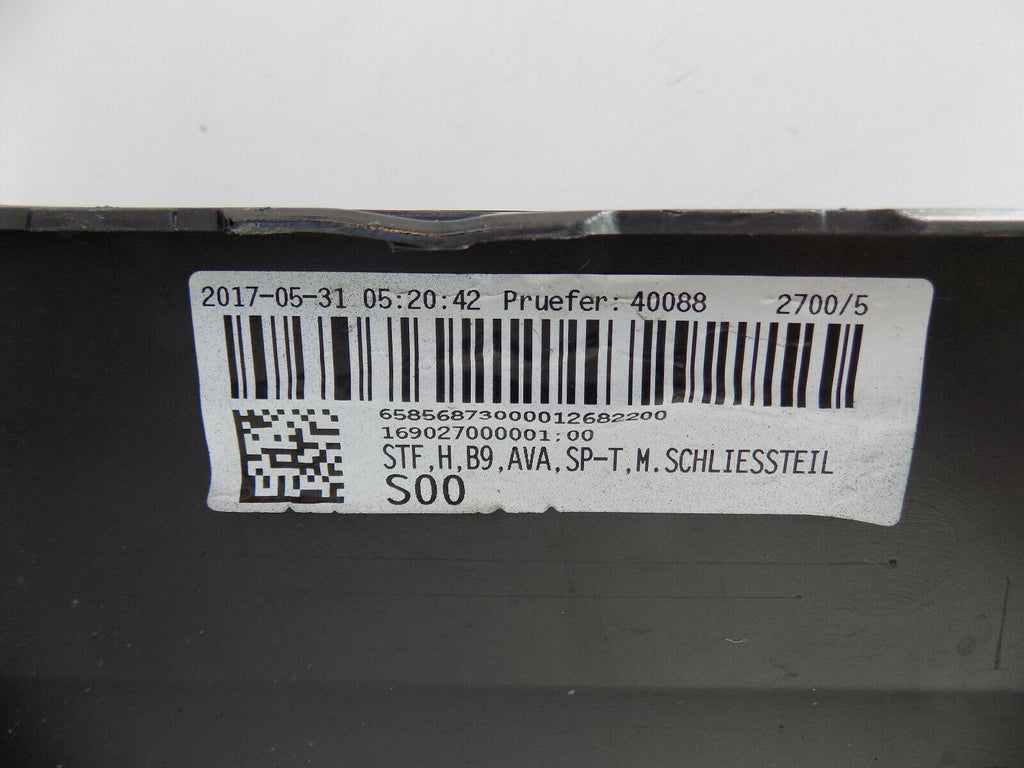 2017-05-31 05:20:42 Pruefer: 40088 2700/5
65856873000012682200
169027000001:00
STF,H,B9,AVA,SP-T,M.SCHLIESSTEIL
S00